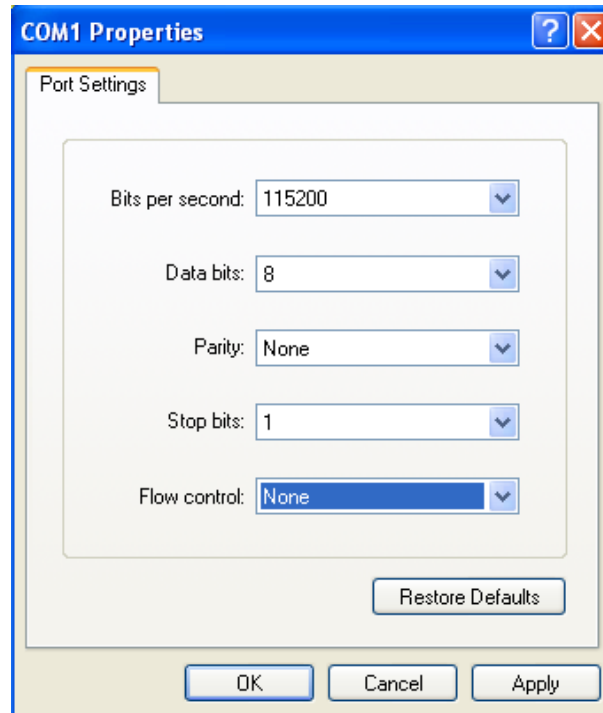 COM1 Properties
Port Settings
Bits per second: 115200
Data bits: 8
Parity: None
Stop bits: 1
Flow control: None
Restore Defaults
OK Cancel Apply